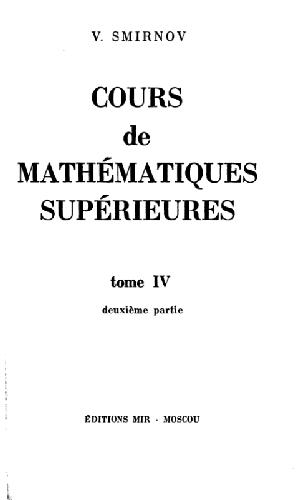 V. SMIRNOV
COURS
de
MATHÉMATIQUES
SUPÉRIEURES
tome IV
deuxième partie
ÉDITIONS MIR - MOSCOU